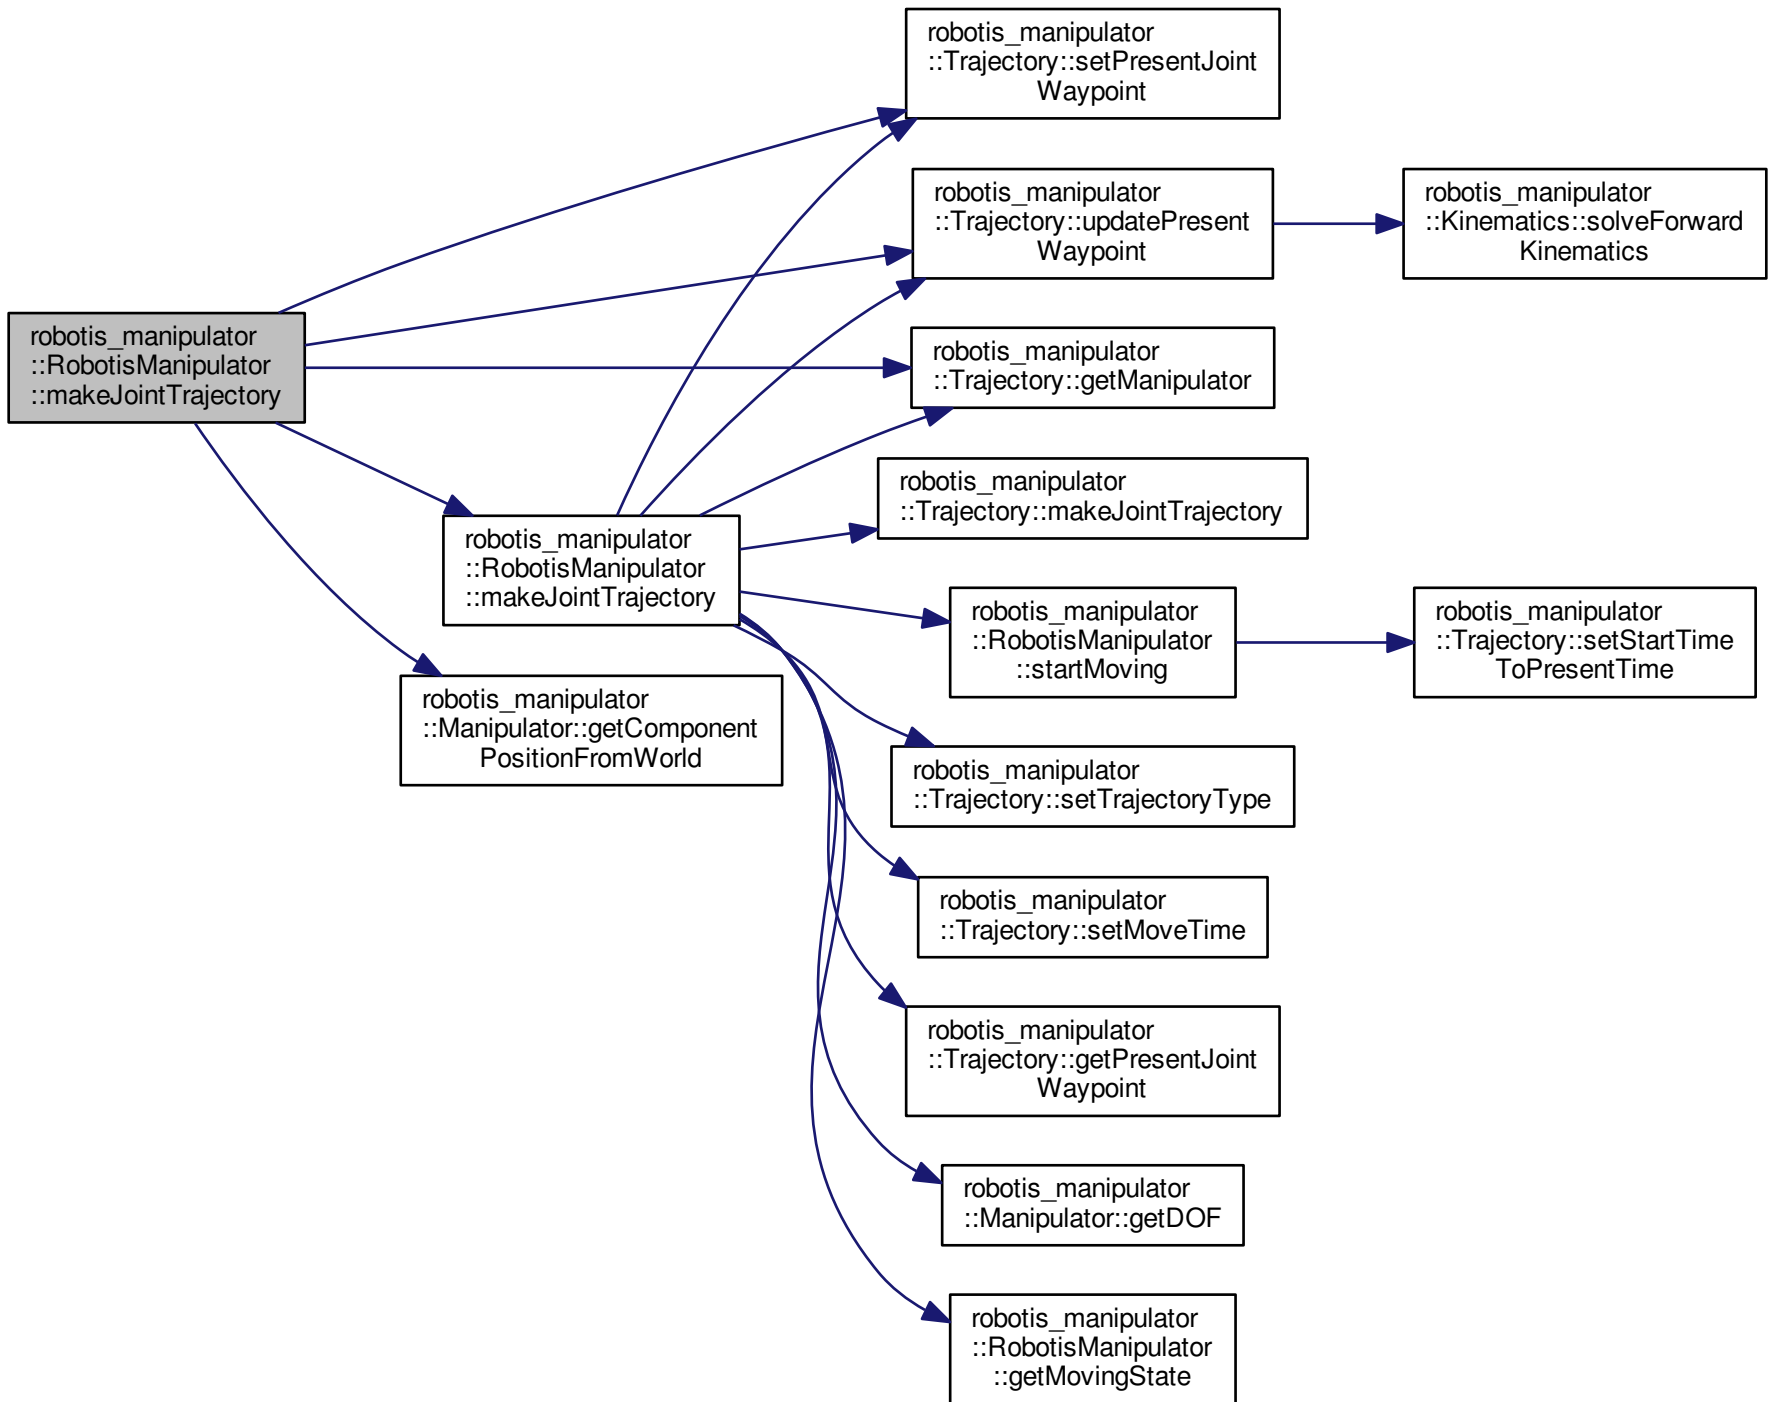 robotis_manipulator
::Trajectory::setPresentJoint
Waypoint
robotis_manipulator
::Trajectory::updatePresent
Waypoint
robotis_manipulator
::Kinematics::solveForward
Kinematics
robotis_manipulator
::RobotisManipulator
::makeJointTrajectory
robotis_manipulator
::Trajectory::getManipulator
robotis_manipulator
::Trajectory::makeJointTrajectory
robotis_manipulator
::RobotisManipulator
::makeJointTrajectory
robotis_manipulator
::RobotisManipulator
::startMoving
robotis_manipulator
::Trajectory::setStartTime
ToPresentTime
robotis_manipulator
::Manipulator::getComponent
PositionFromWorld
robotis_manipulator
::Trajectory::setTrajectoryType
robotis_manipulator
::Trajectory::setMoveTime
robotis_manipulator
::Trajectory::getPresentJoint
Waypoint
robotis_manipulator
::Manipulator::getDOF
robotis_manipulator
::RobotisManipulator
::getMovingState